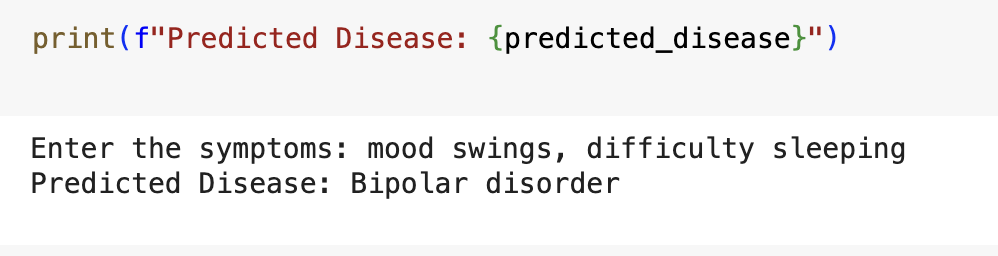 print(f"Predicted Disease: {predicted_disease}")
Enter the symptoms: mood swings, difficulty sleeping
Predicted Disease: Bipolar disorder